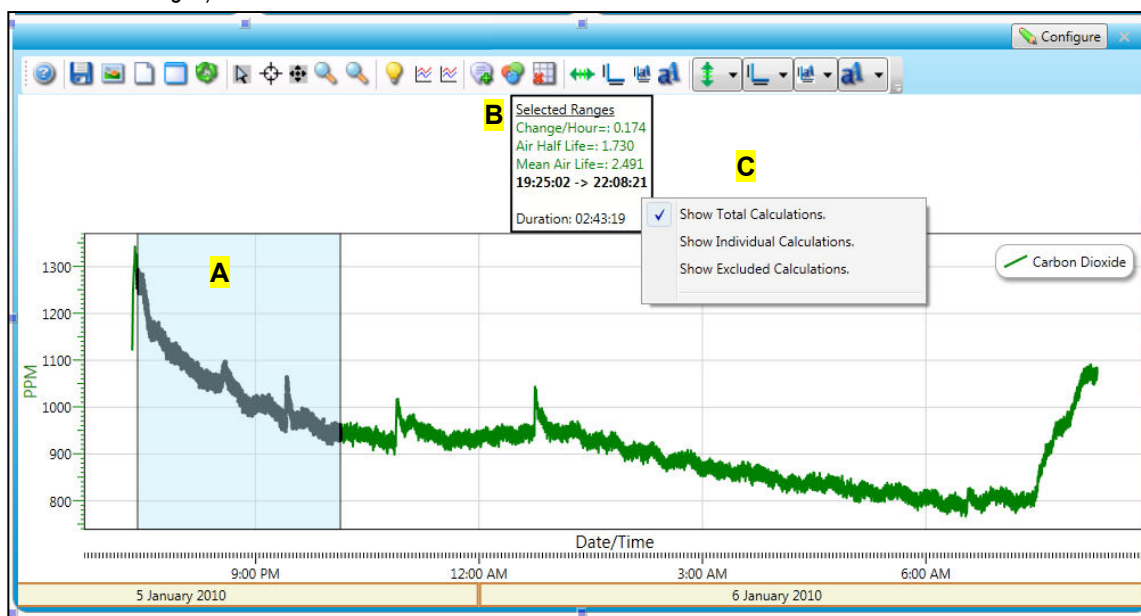 Configure
B
Selected Ranges
Change/Hour=: 0.174
Air Half Life=: 1.730
Mean Air Life=: 2.491
19:25:02 -> 22:08:21
Duration: 02:43:19
C
Show Total Calculations.
Show Individual Calculations.
Show Excluded Calculations.
A
Carbon Dioxide
PPM
1300
1200
1100
1000
900
800
Date/Time
9:00 PM 12:00 AM 3:00 AM 6:00 AM
5 January 2010 6 January 2010